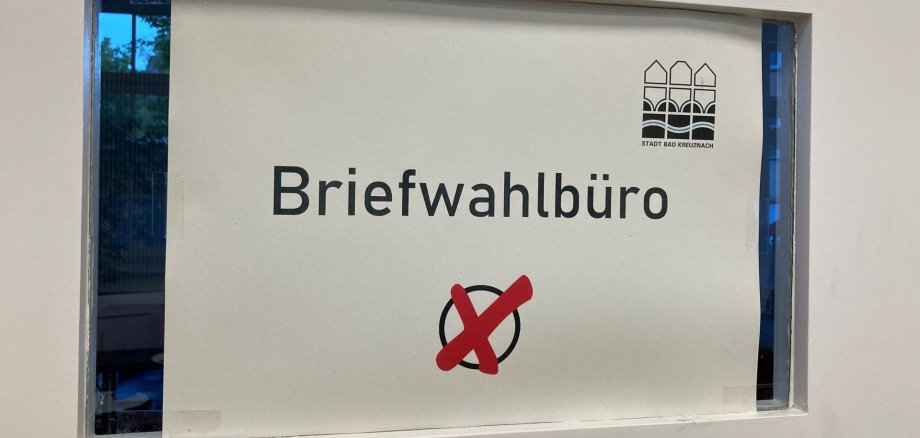 STADT BAD KREUZNACH
Briefwahlbüro